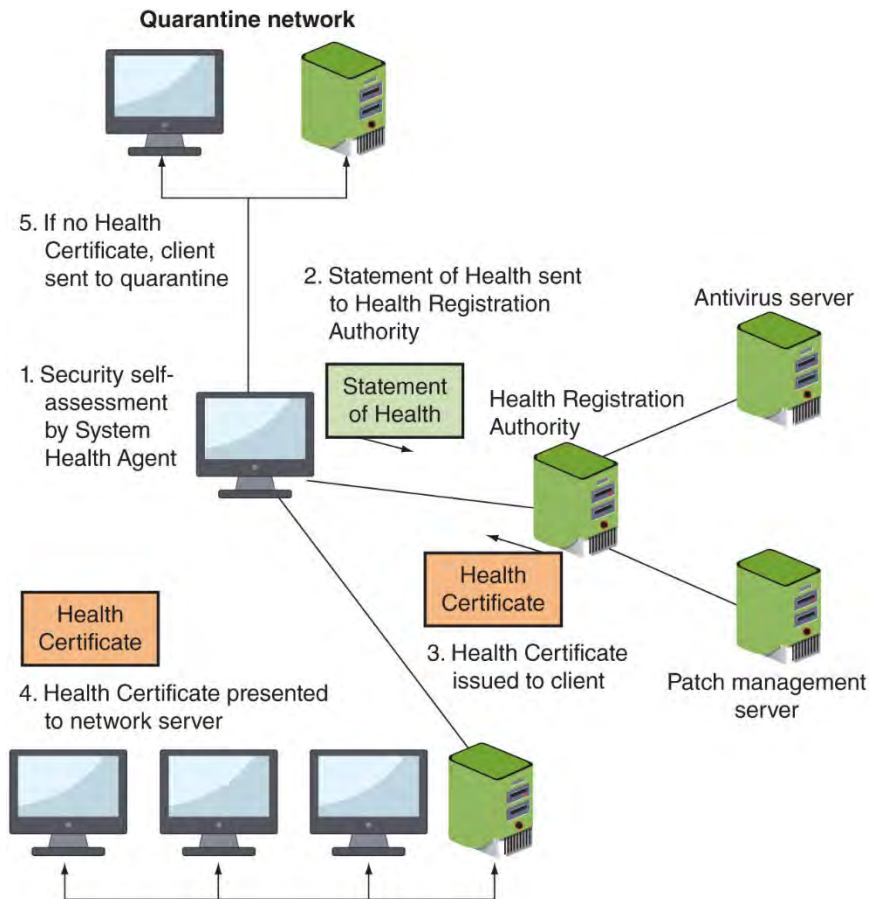 Quarantine network
5. If no Health
Certificate, client
sent to quarantine
2. Statement of Health sent
to Health Registration
Authority
Antivirus server
1. Security self-
assessment
by System
Health Agent
Statement
of Health
Health Registration
Authority
Health
Certificate
Health
Certificate
3. Health Certificate
issued to client
4. Health Certificate presented
to network server
Patch management
server